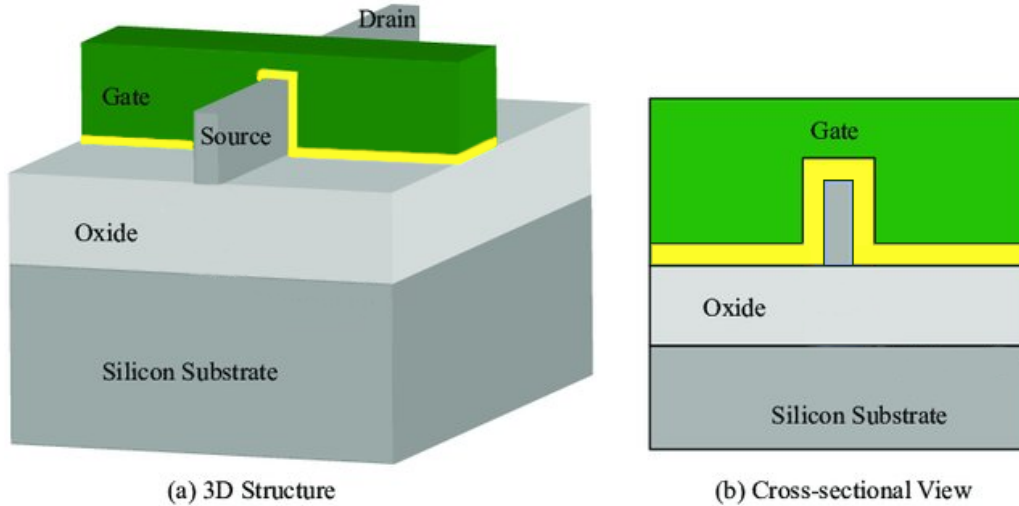 Drain
Gate
Source
Oxide
Silicon Substrate
(a) 3D Structure
Gate
Oxide
Silicon Substrate
(b) Cross-sectional View